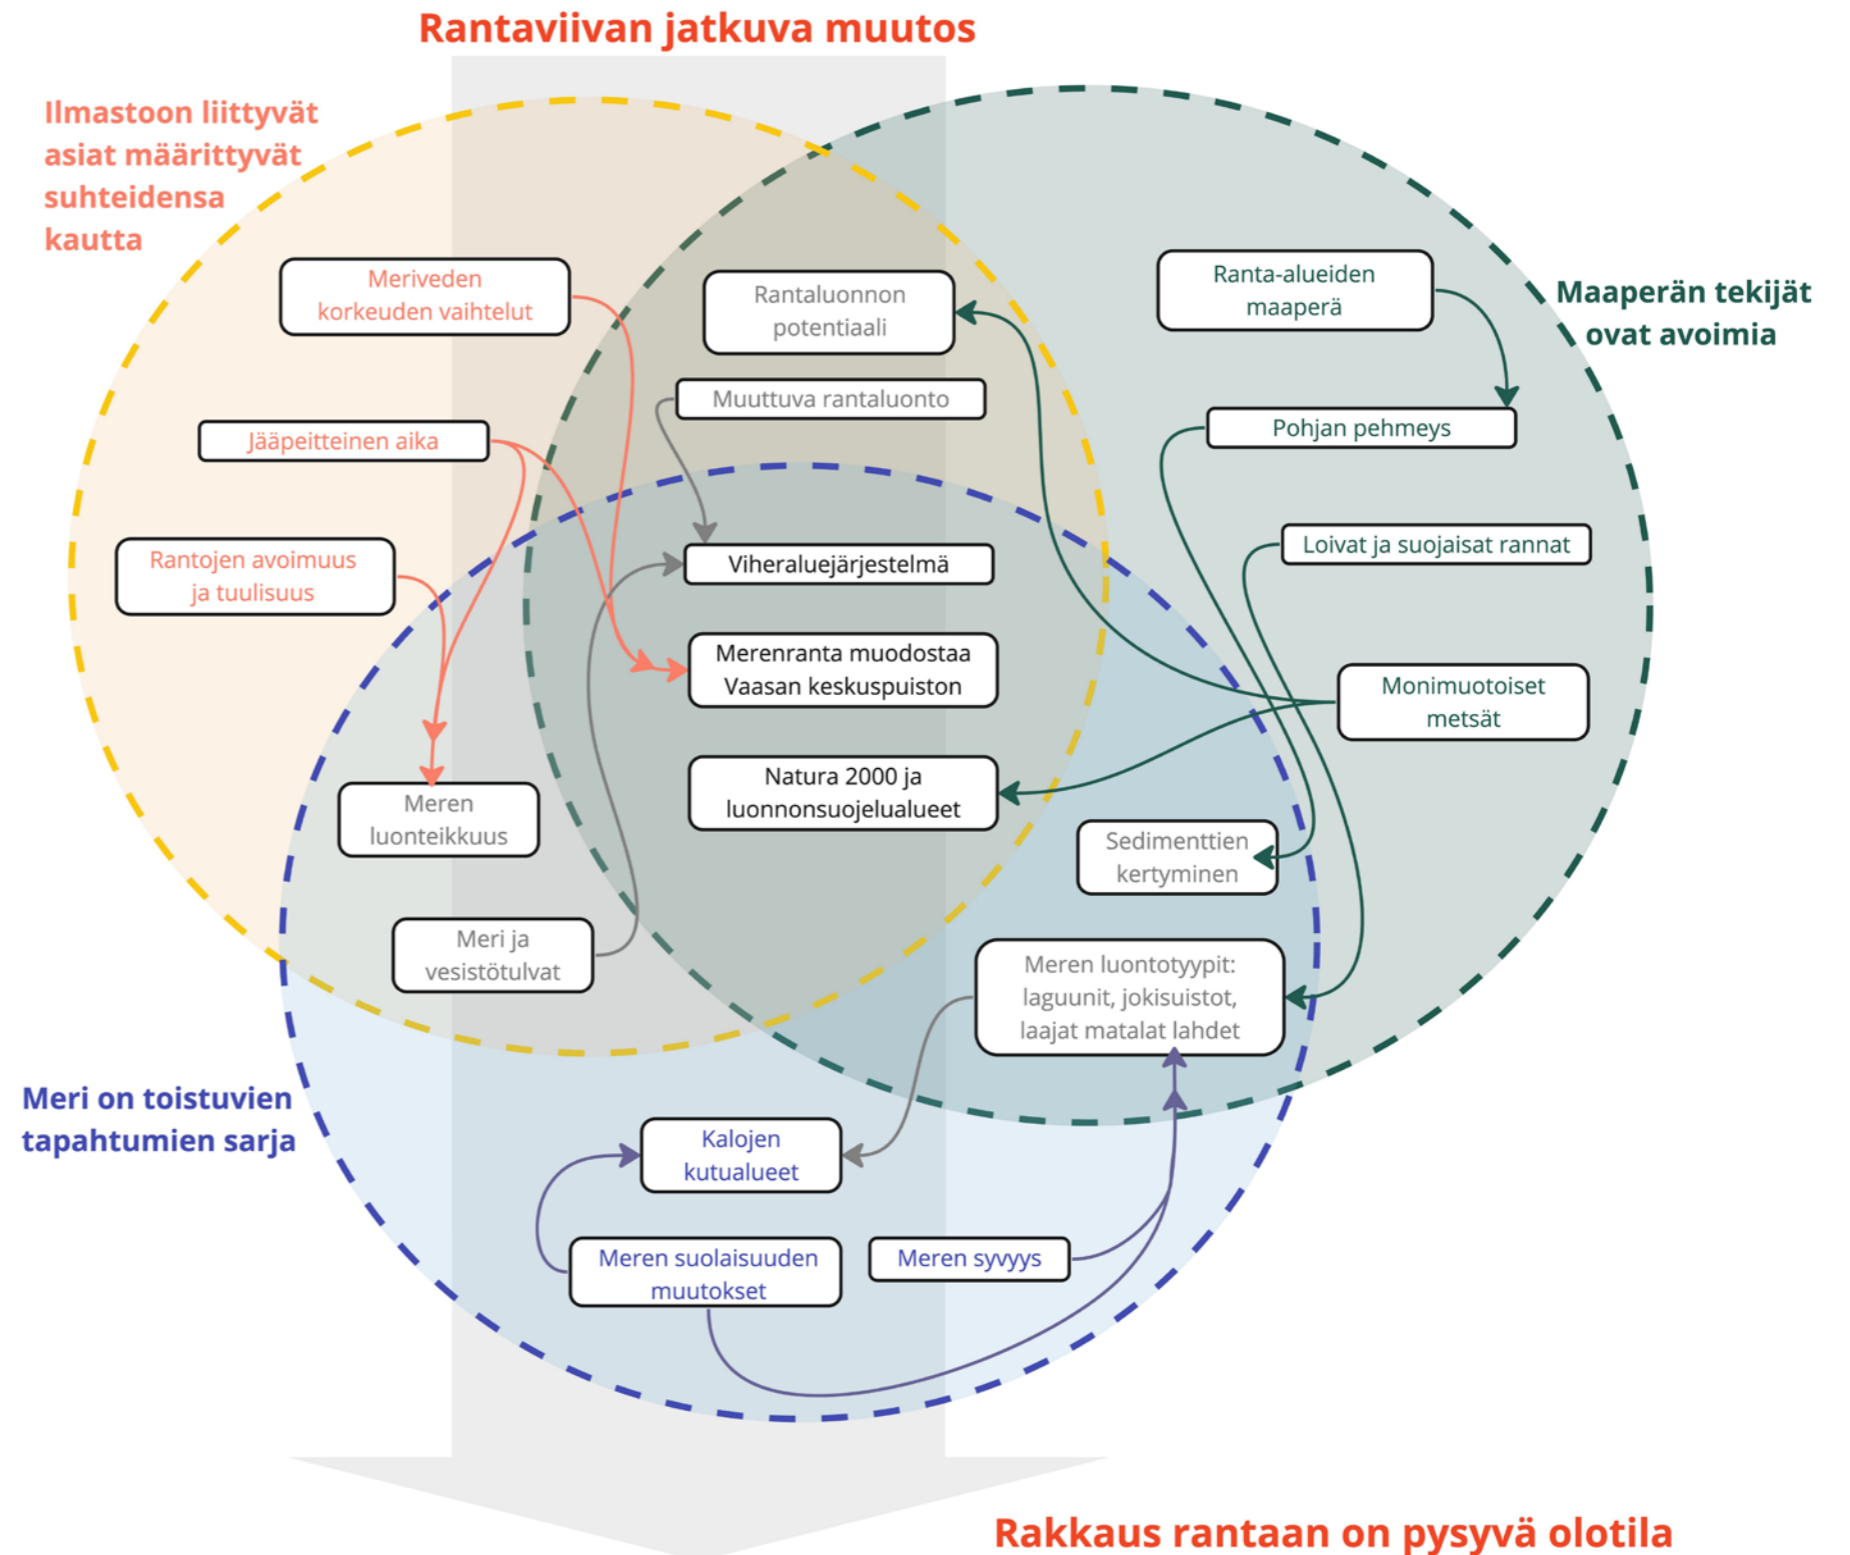 Rantaviivan jatkuva muutos
Ilmastoon liittyvät
asiat määrittyvät
suhteidensa
kautta
Meriveden
korkeuden vaihtelut
Rantaluonnon
potentiaali
Ranta-alueiden
maaperä
Maaperän tekijät
ovat avoimia
Muuttuva rantaluonto
Jääpeitteinen aika
Pohjan pehmeys
Rantojen avoimuus
ja tuulisuus
Viheraluejärjestelmä
Loivat ja suojaisat rannat
Merenranta muodostaa
Vaasan keskuspuiston
Monimuotoiset
metsät
Natura 2000 ja
luonnonsuojelualueet
Meren
luonteikkuus
Sedimenttien
kertyminen
Meri ja
vesistötulvat
Meren luontotyypit:
laguunit, jokisuistot,
laajat matalat lahdet
Meri on toistuvien
tapahtumien sarja
Kalojen
kutualueet
Meren suolaisuuden
muutokset
Meren syvyys
Rakkaus rantaan on pysyvä olotila